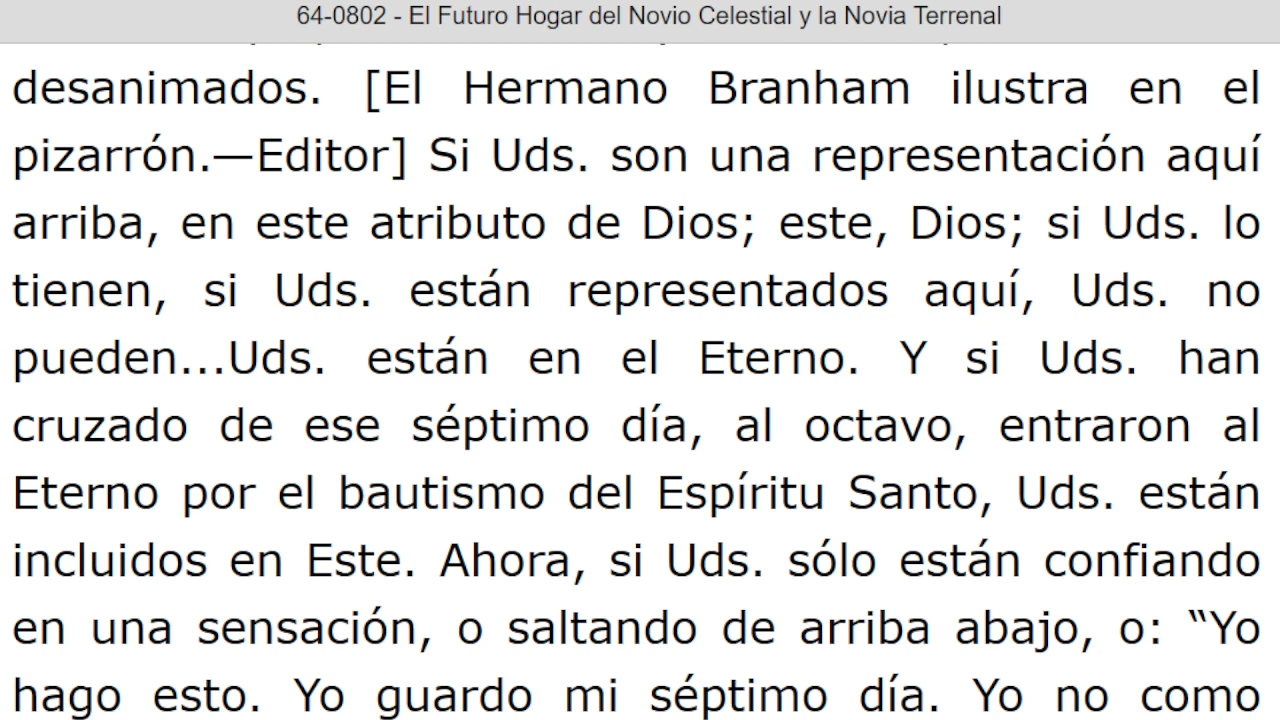 64-0802 - El Futuro Hogar del Novio Celestial y la Novia Terrenal
desanimados. [El Hermano Branham ilustra en el
pizarrón.—Editor] Si Uds. son una representación aquí
arriba, en este atributo de Dios; este, Dios; si Uds. lo
tienen, si Uds. están representados aquí, Uds. no
pueden...Uds. están en el Eterno. Y si Uds. han
cruzado de ese séptimo día, al octavo, entraron al
Eterno por el bautismo del Espíritu Santo, Uds. están
incluidos en Este. Ahora, si Uds. sólo están confiando
en una sensación, o saltando de arriba abajo, o: “Yo
hago esto. Yo guardo mi séptimo día. Yo no como